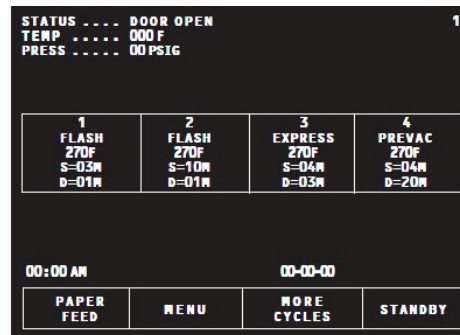 STATUS .... DOOR OPEN 1
TEMP ..... 000 F
PRESS ..... 00 PSIG
1 2 3 4
FLASH FLASH EXPRESS PREVAC
270F 270F 270F 270F
S=03M S=10M S=04M S=04M
D=01M D=01M D=03M D=20M
00:00 AM 00-00-00
PAPER FEED MENU MORE CYCLES STANDBY